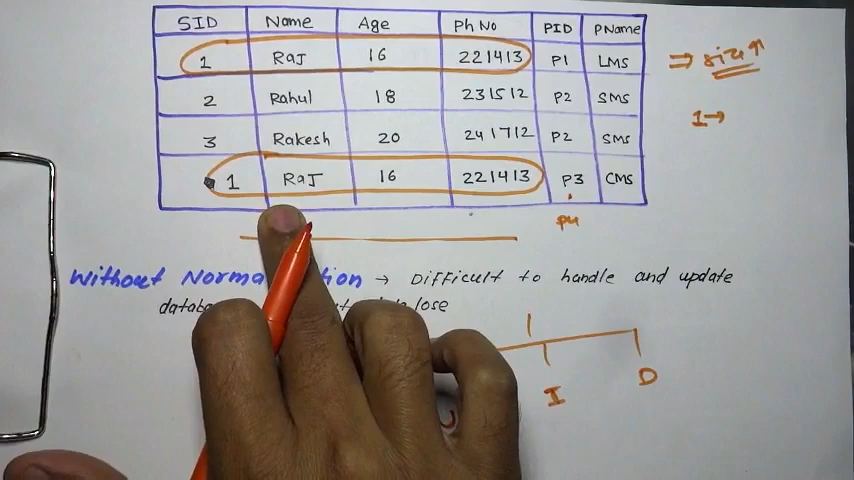 SID Name Age Ph No PID PName
1 Raj 16 221413 P1 LMS ⇒ size↑
2 Rahul 18 231512 P2 SMS 1→
3 Rakesh 20 241712 P2 SMS
1 Raj 16 221413 P3 CMS
P4
Without → Difficult to handle and update
lose
I D